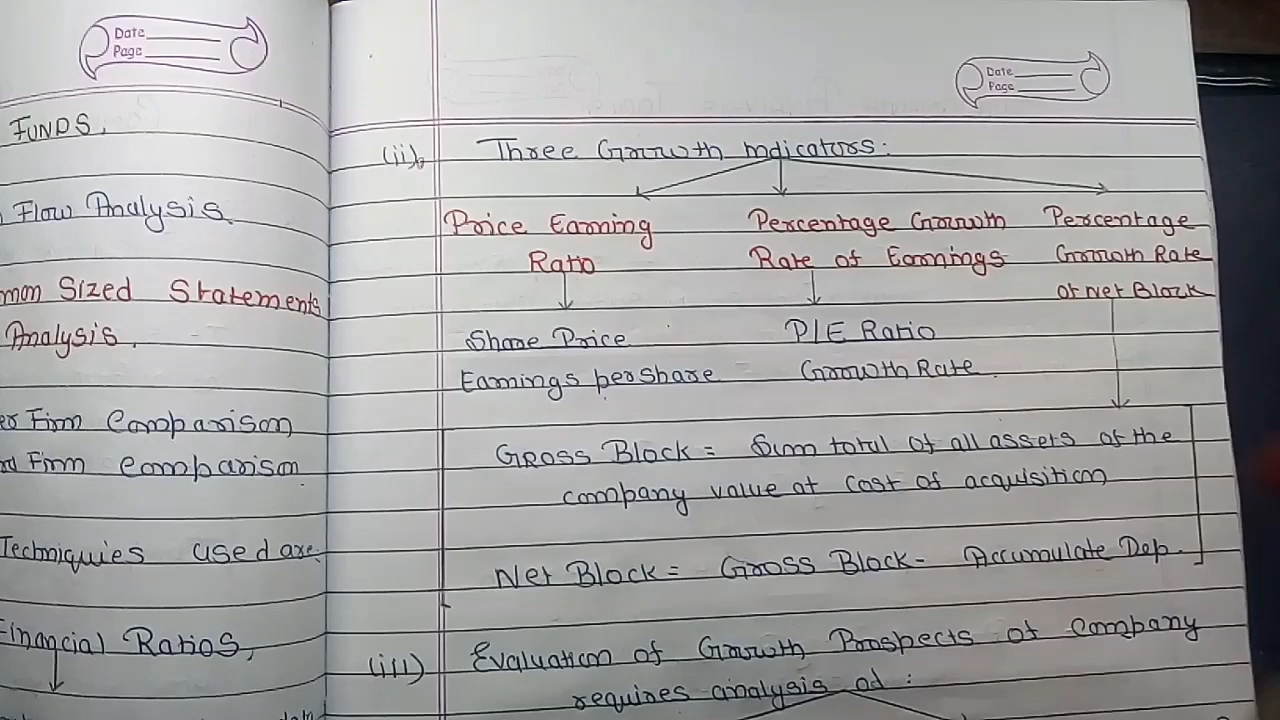 Date
Page
FUNDS.
Flow Analysis.
mon Sized Statements
Analysis.
Firm Comparison
Firm comparison
Techniquies used are:
Financial Ratios,
Date
Page
(ii).
Three Growth ndicators:
Price Earning
Ratio
Percentage Growth
Rate of Earnings
Percentage
Growth Rate
of Net Block
Share Price
Earnings per share
P/E Ratio
Growth Rate.
Gross Block = Sum total of all assets of the
company value at cost of acquisition
Net Block = Gross Block - Accumulate Dep.
(iii)
Evaluation of Growth Prospects of Company
requires analysis od :